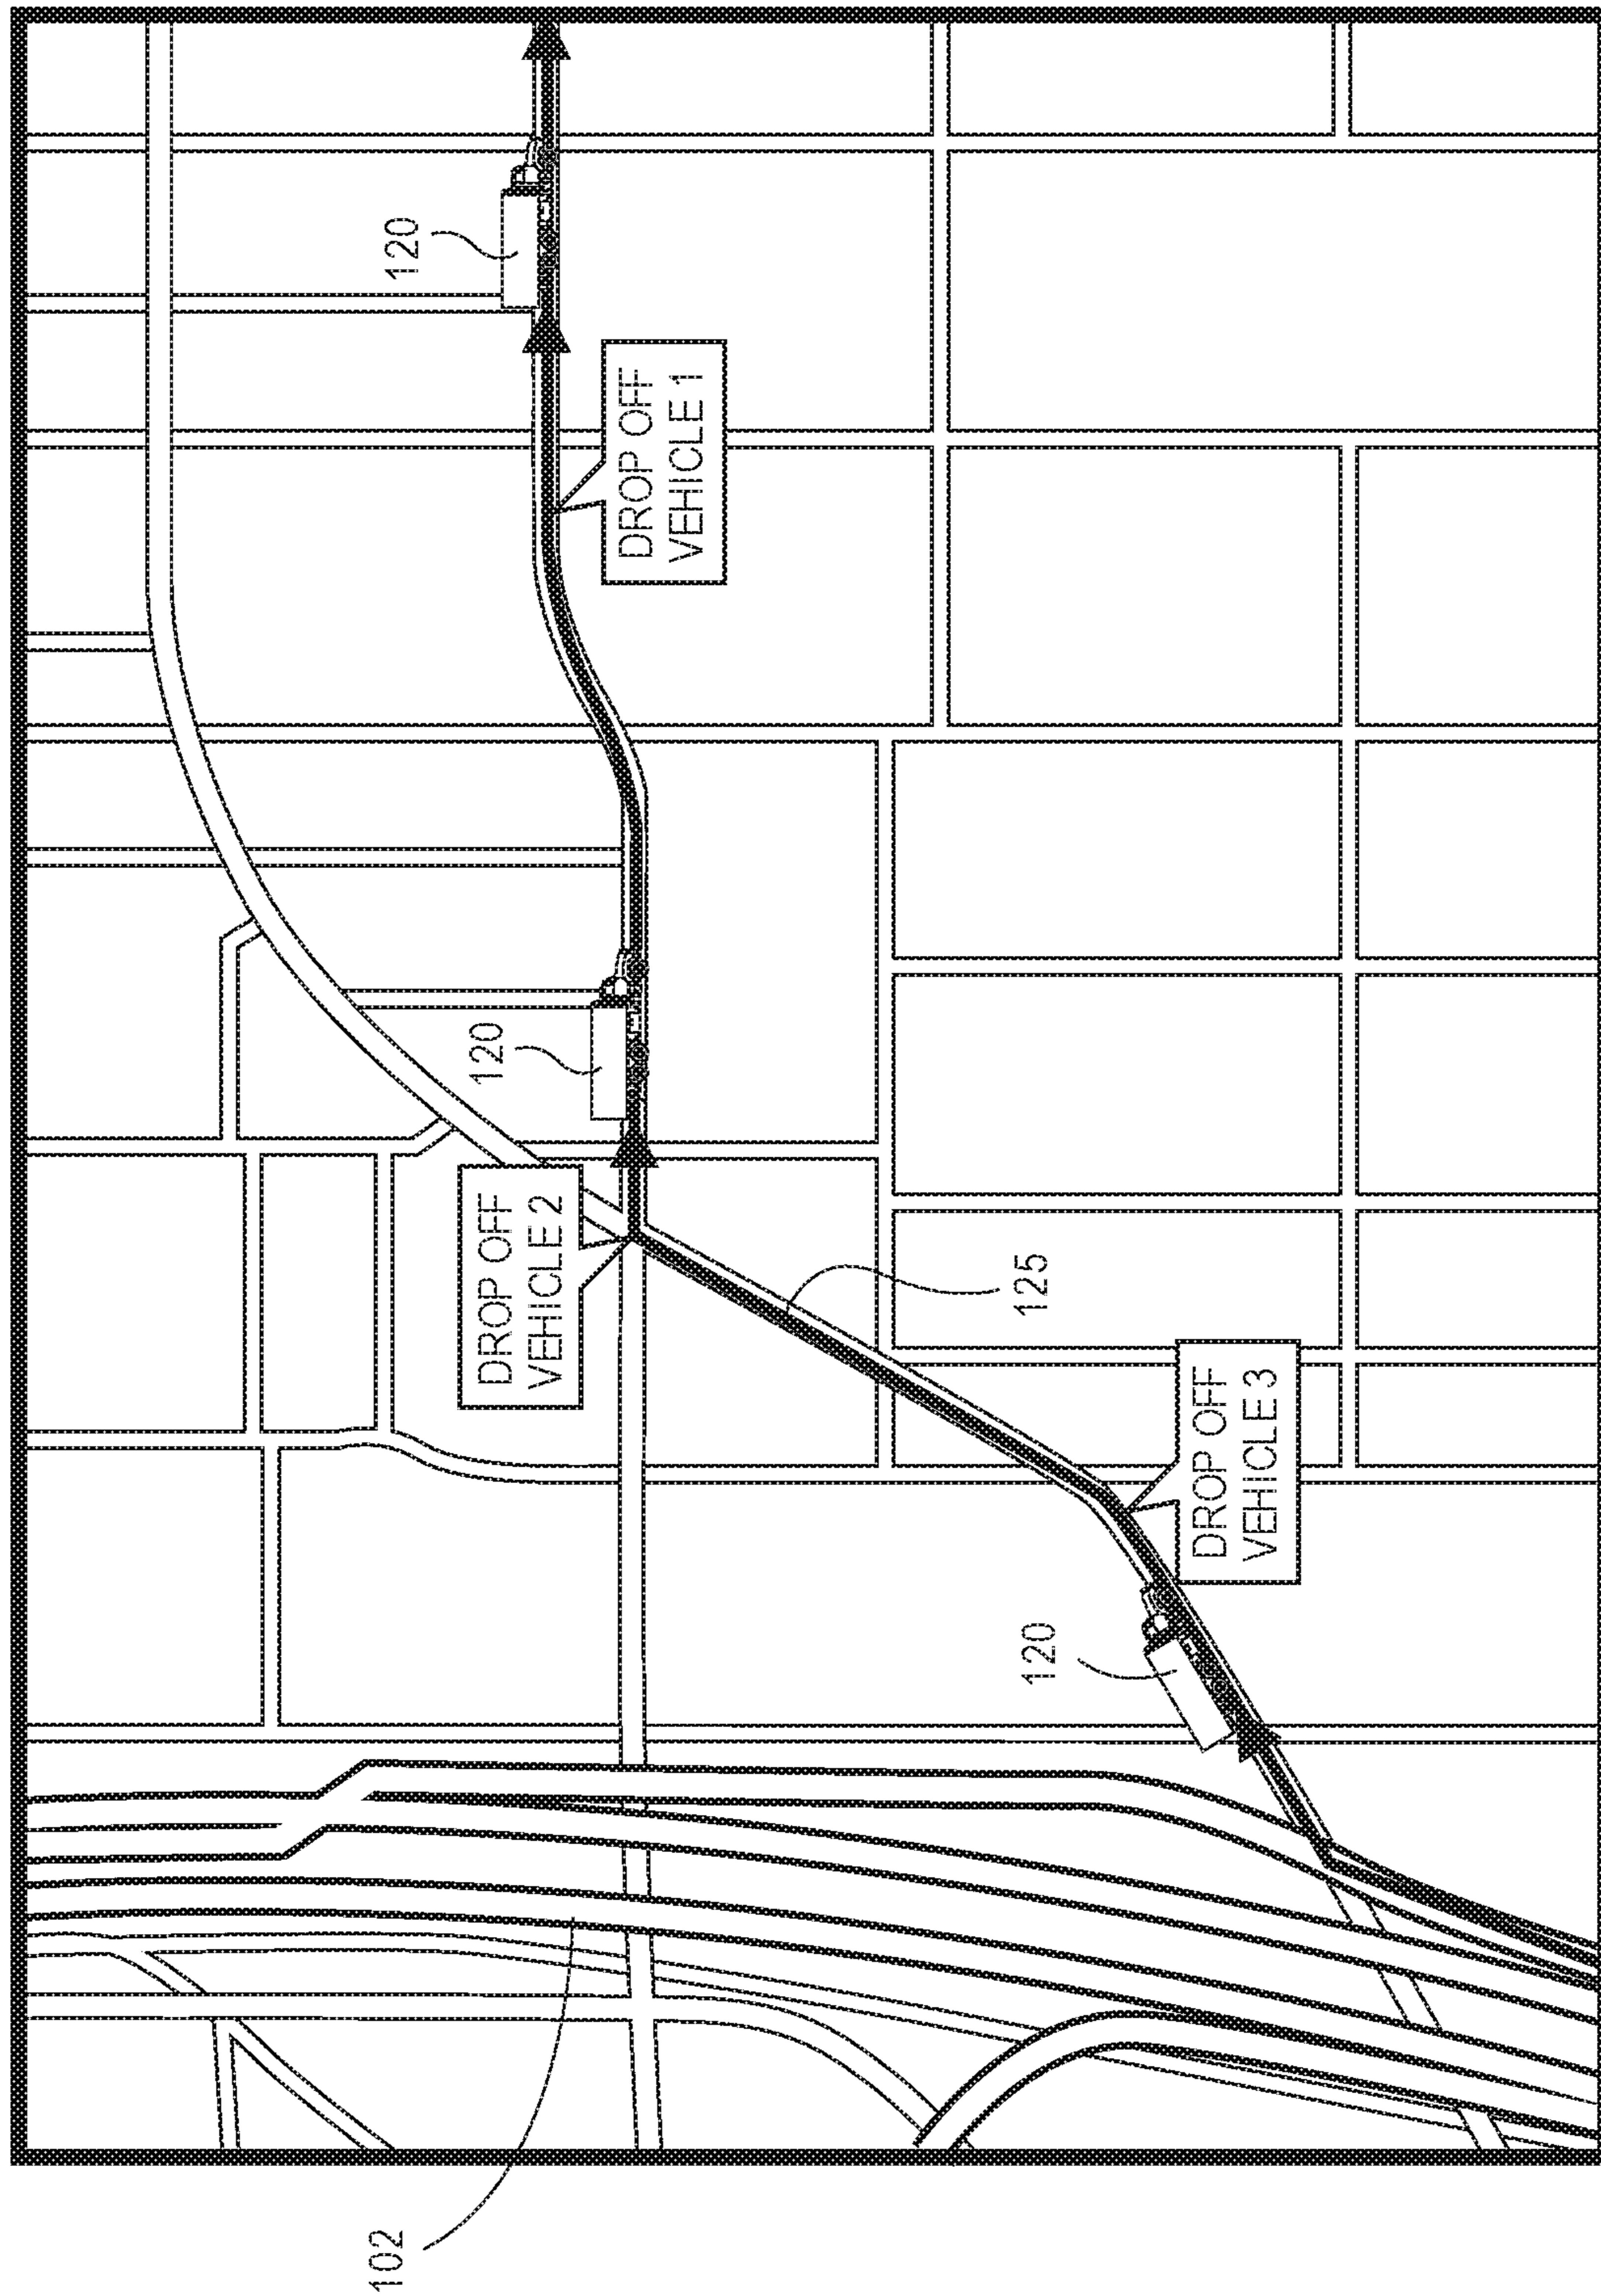 102
120
DROP OFF
VEHICLE 2
120
120
DROP OFF
VEHICLE 3
125
DROP OFF
VEHICLE 1